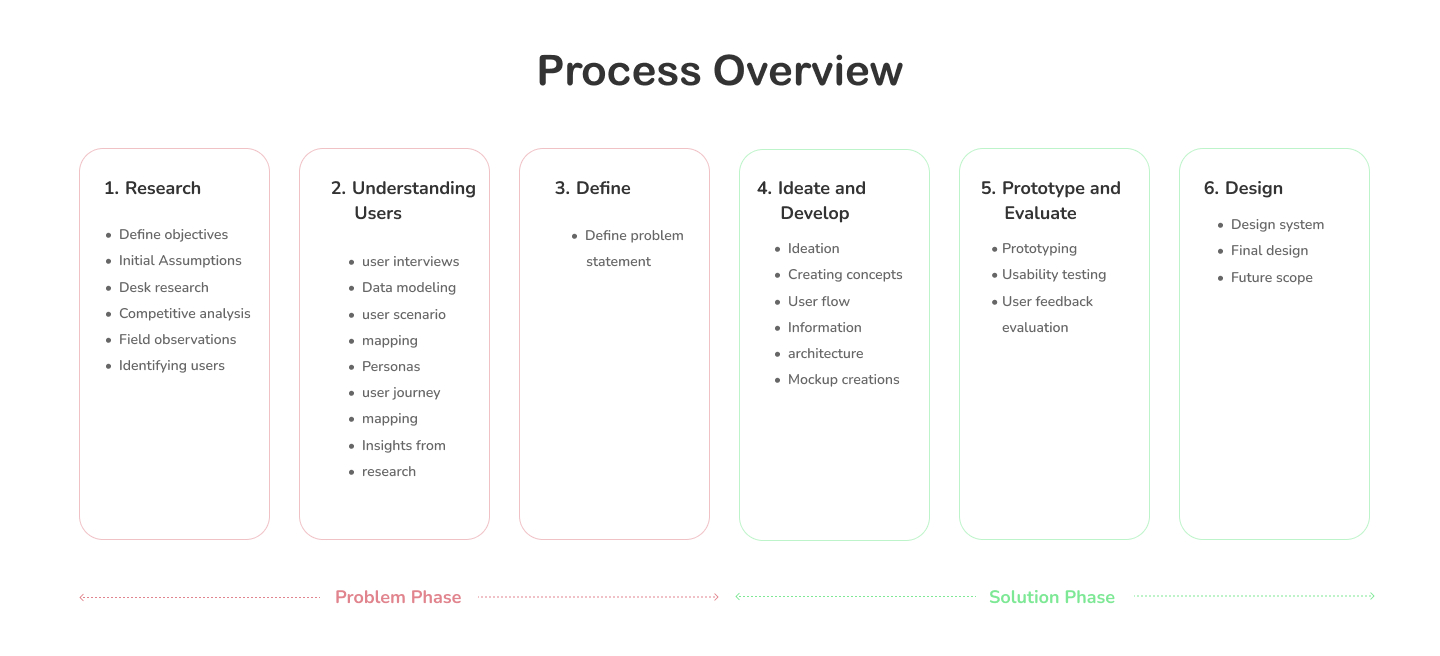 Process Overview
1. Research
• Define objectives
• Initial Assumptions
• Desk research
• Competitive analysis
• Field observations
• Identifying users
2. Understanding
Users
• user interviews
• Data modeling
• user scenario
• mapping
• Personas
• user journey
• mapping
• Insights from
• research
3. Define
• Define problem
statement
4. Ideate and
Develop
• Ideation
• Creating concepts
• User flow
• Information
• architecture
• Mockup creations
5. Prototype and
Evaluate
• Prototyping
• Usability testing
• User feedback
evaluation
6. Design
• Design system
• Final design
• Future scope
Problem Phase
Solution Phase